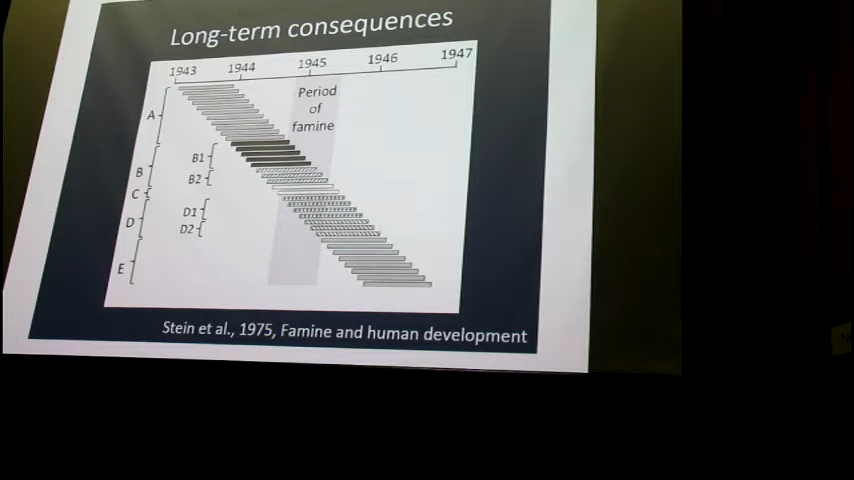 Long-term consequences
1943 1944 1945 1946 1947
Period
of
famine
A
B1
B
B2
C
D1
D
D2
E
Stein et al., 1975, Famine and human development